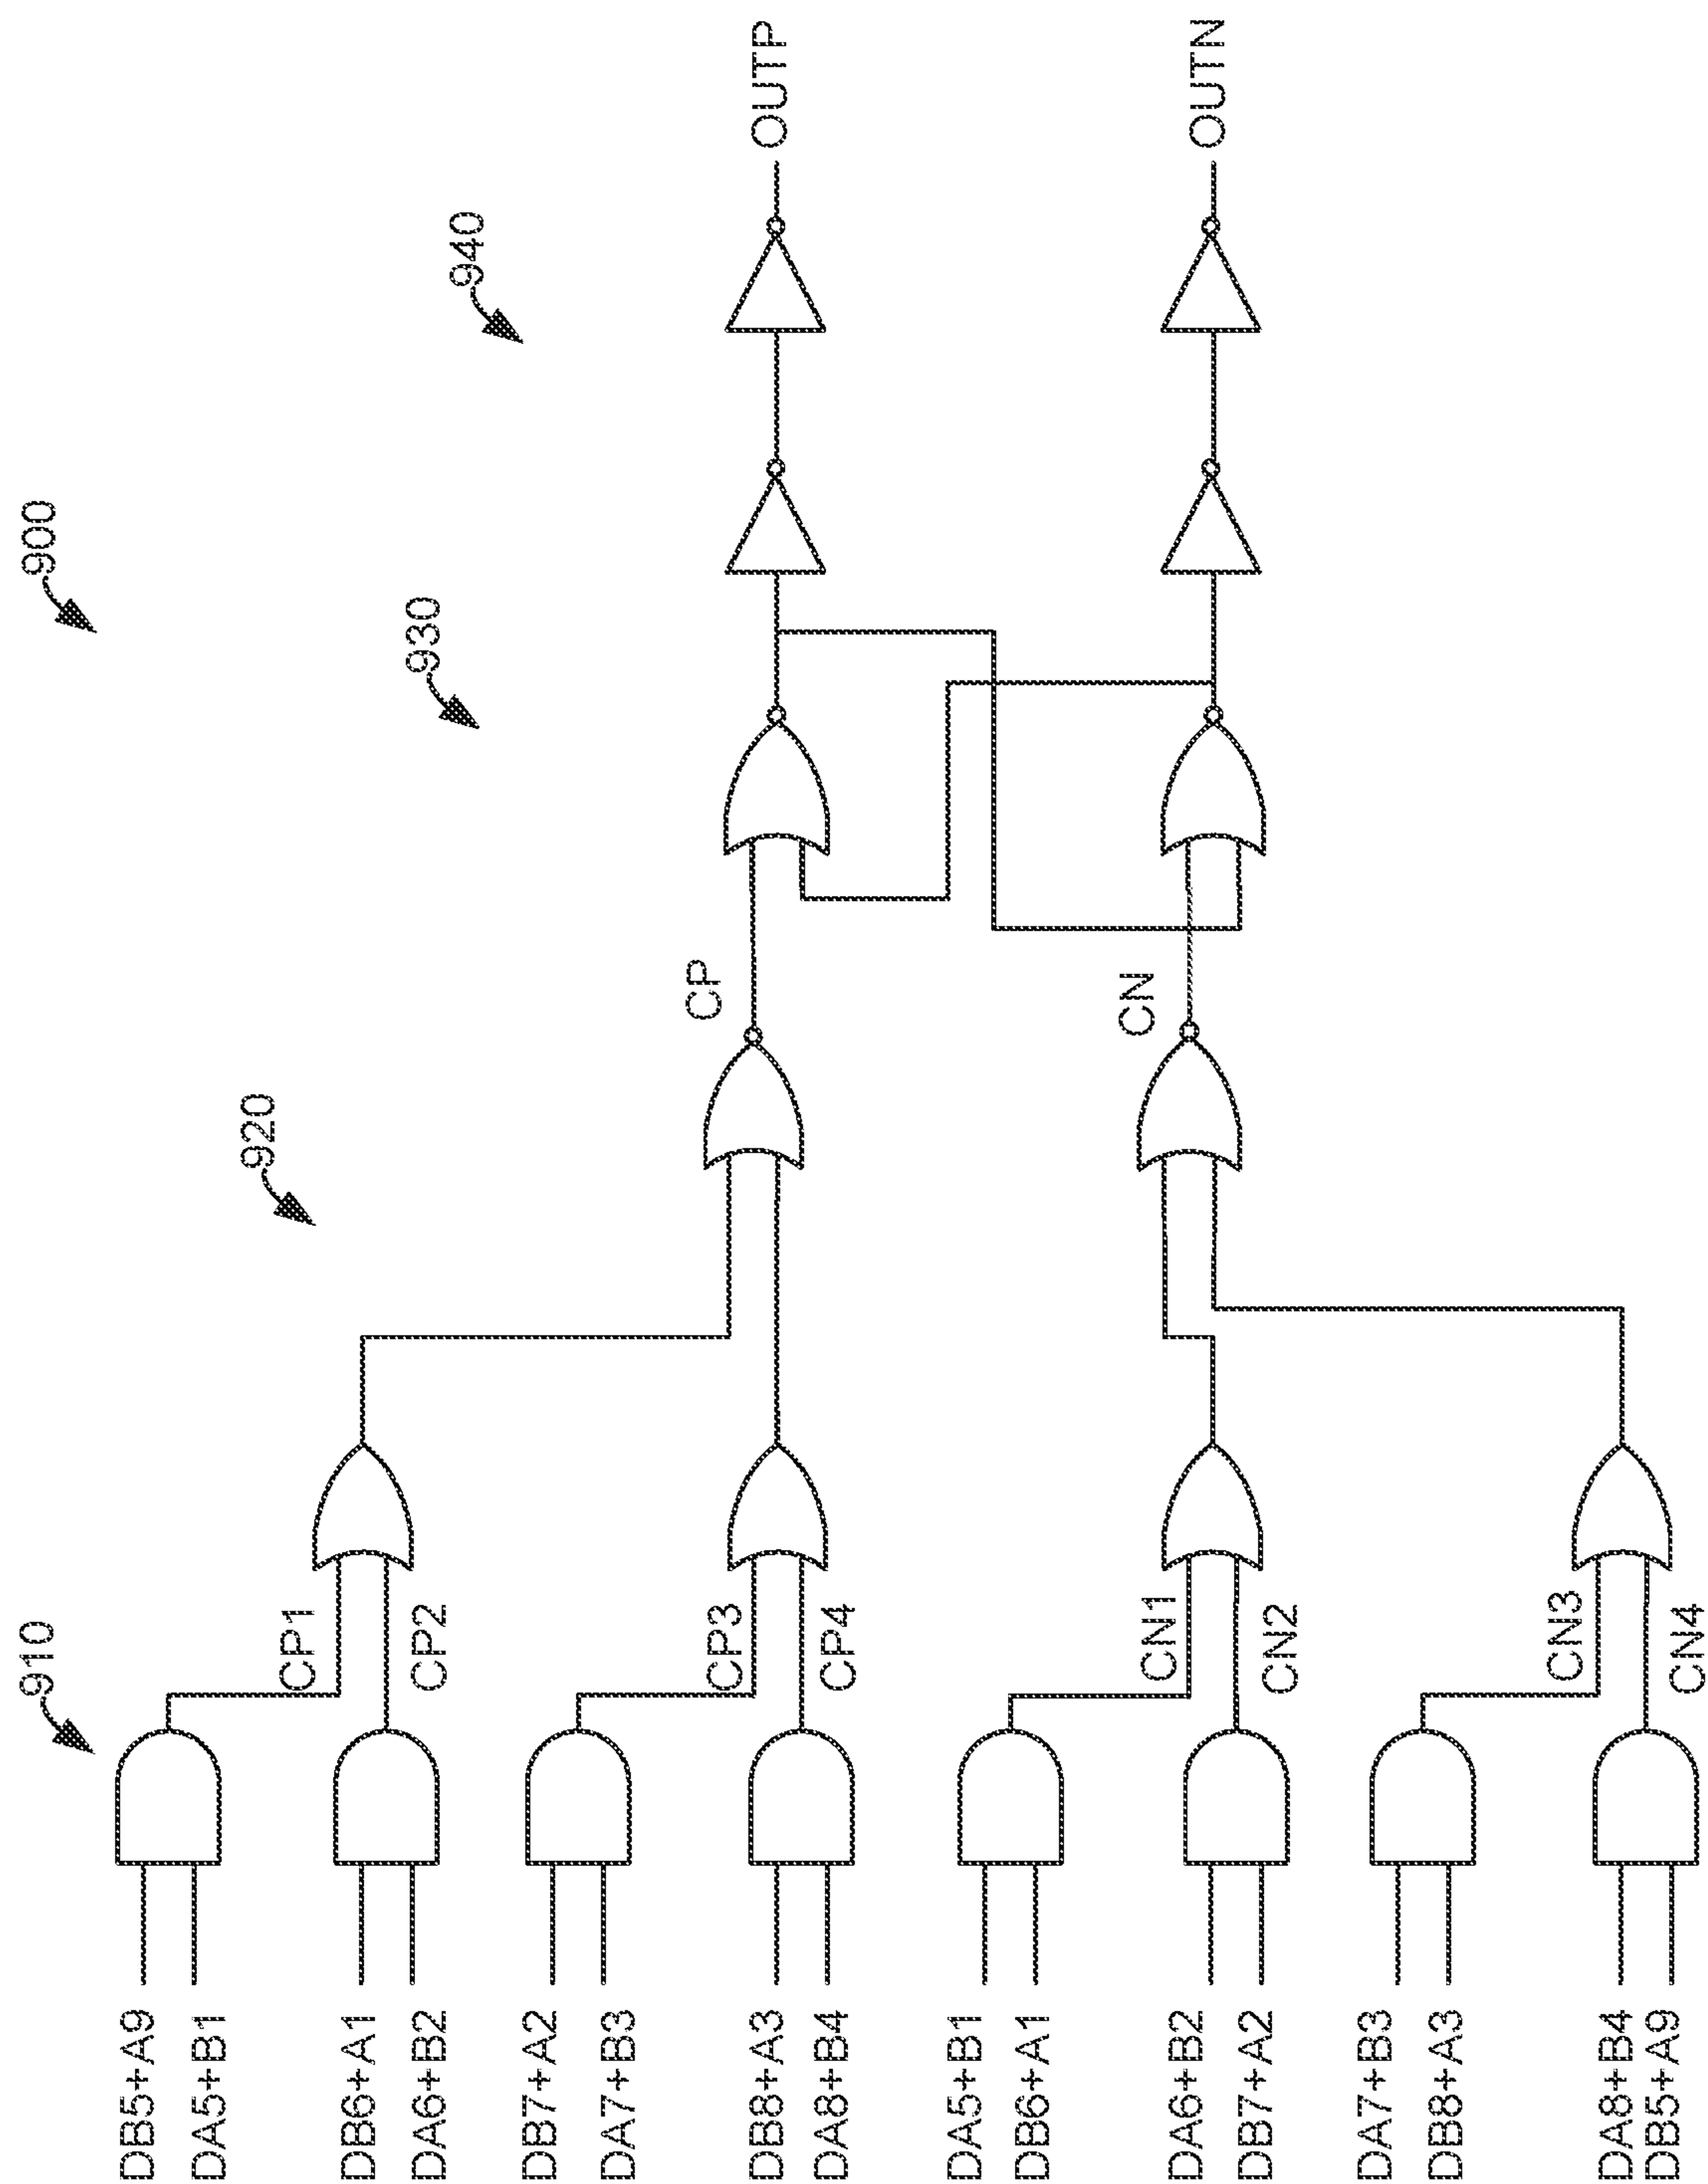 900
910
920
930
940
DB5+A9
DA5+B1
DB6+A1
DA6+B2
DB7+A2
DA7+B3
DB8+A3
DA8+B4
DA5+B1
DB6+A1
DA6+B2
DB7+A2
DA7+B3
DB8+A3
DA8+B4
DB5+A9
CP1
CP2
CP3
CP4
CN1
CN2
CN3
CN4
CP
CN
OUTP
OUTN